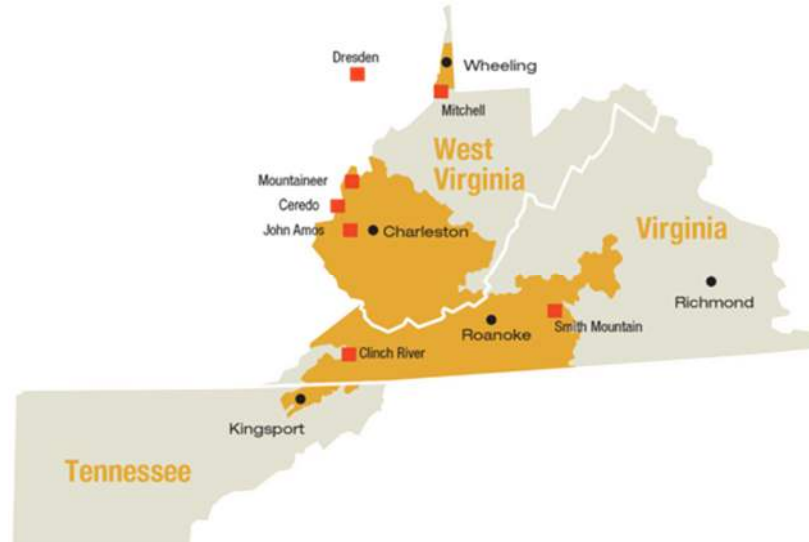 Dresden
Wheeling
Mitchell
West
Virginia
Mountaineer
Ceredo
John Amos
Charleston
Virginia
Richmond
Roanoke
Smith Mountain
Clinch River
Kingsport
Tennessee